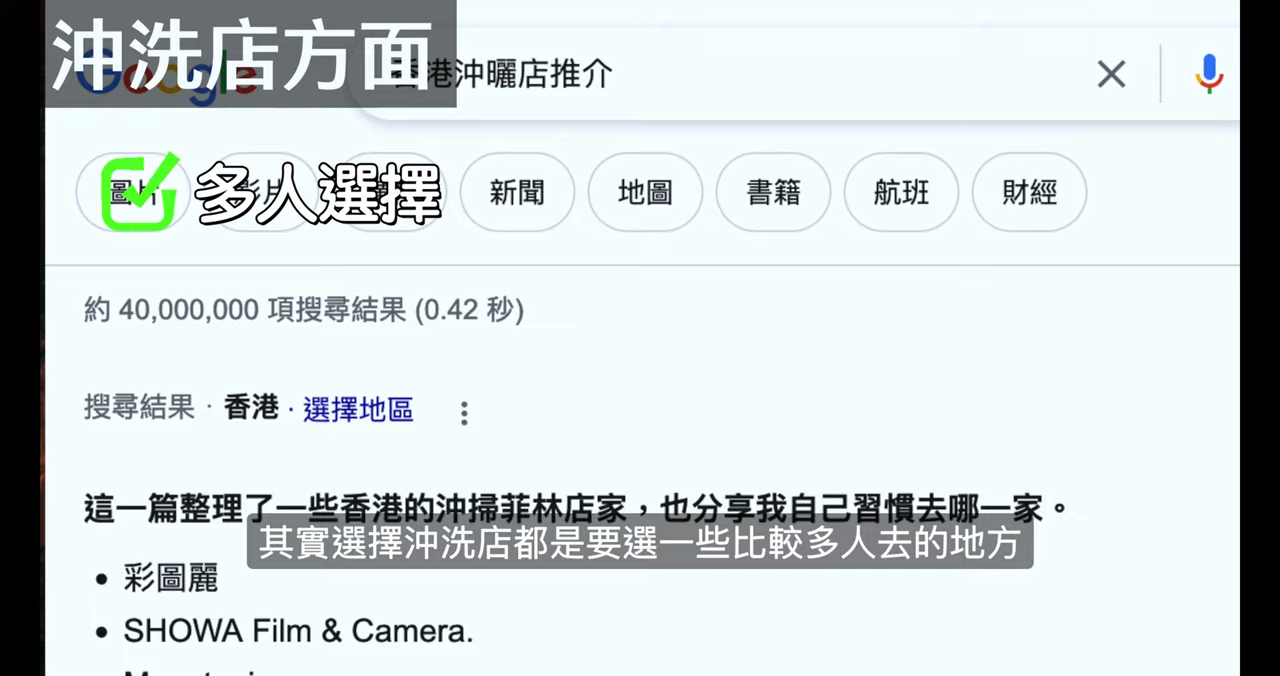 沖洗店方面
Google
香港沖曬店推介
多人選擇
圖片
影片
新聞
地圖
書籍
航班
財經
約 40,000,000 項搜尋結果 (0.42 秒)
搜尋結果 · 香港 · 選擇地區
這一篇整理了一些香港的沖掃菲林店家，也分享我自己習慣去哪一家。
其實選擇沖洗店都是要選一些比較多人去的地方
• 彩圖麗
• SHOWA Film & Camera.